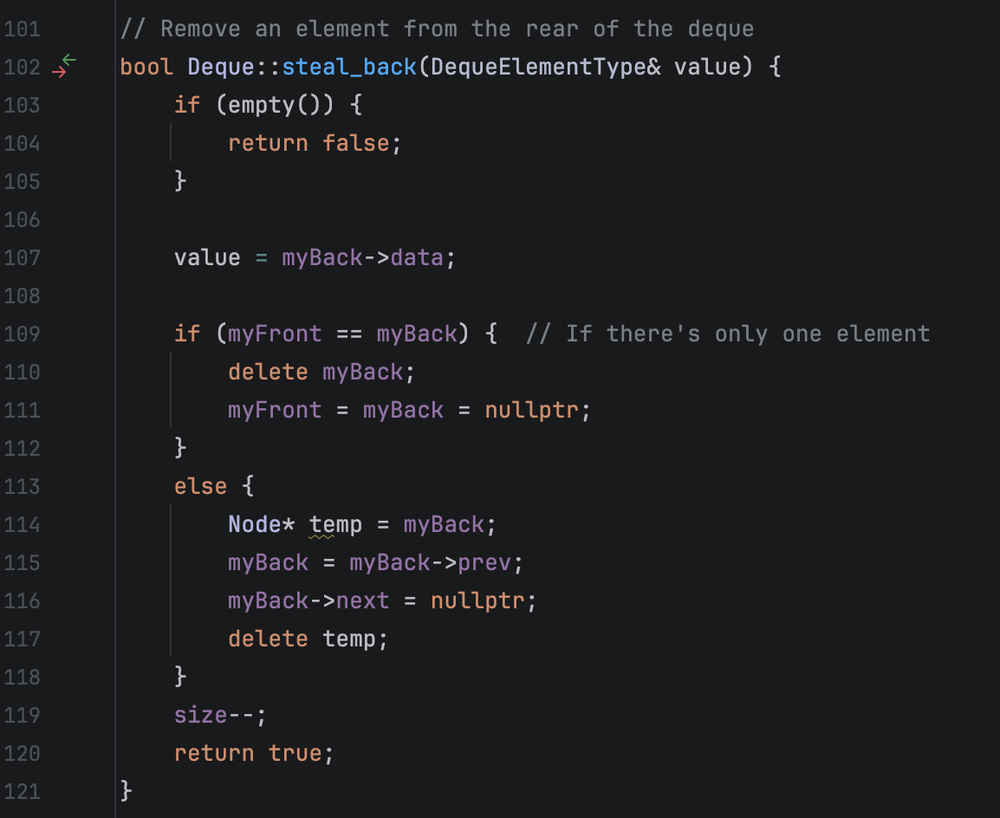 101 // Remove an element from the rear of the deque
102 bool Deque::steal_back(DequeElementType& value) {
103     if (empty()) {
104         return false;
105     }
106
107     value = myBack->data;
108
109     if (myFront == myBack) {  // If there's only one element
110         delete myBack;
111         myFront = myBack = nullptr;
112     }
113     else {
114         Node* temp = myBack;
115         myBack = myBack->prev;
116         myBack->next = nullptr;
117         delete temp;
118     }
119     size--;
120     return true;
121 }